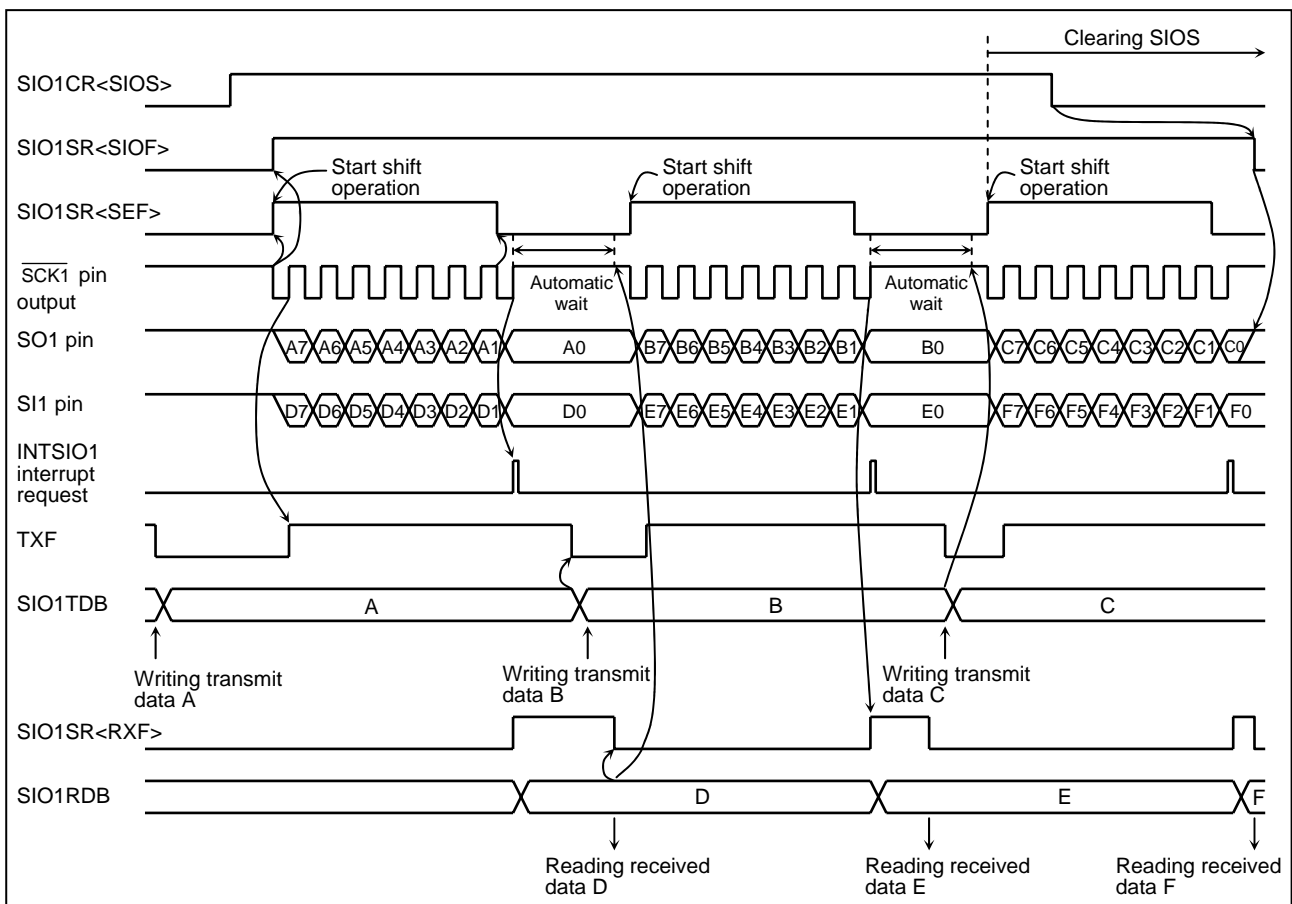 Clearing SIOS
SIO1CR<SIOS>
SIO1SR<SIOF>
Start shift
operation
Start shift
operation
Start shift
operation
SIO1SR<SEF>
SCK1 pin
output
Automatic
wait
Automatic
wait
SO1 pin
A7 A6 A5 A4 A3 A2 A1 A0 B7 B6 B5 B4 B3 B2 B1 B0 C7 C6 C5 C4 C3 C2 C1 C0
SI1 pin
D7 D6 D5 D4 D3 D2 D1 D0 E7 E6 E5 E4 E3 E2 E1 E0 F7 F6 F5 F4 F3 F2 F1 F0
INTSIO1
interrupt
request
TXF
SIO1TDB
A B C
Writing transmit
data A
Writing transmit
data B
Writing transmit
data C
SIO1SR<RXF>
SIO1RDB
D E F
Reading received
data D
Reading received
data E
Reading received
data F